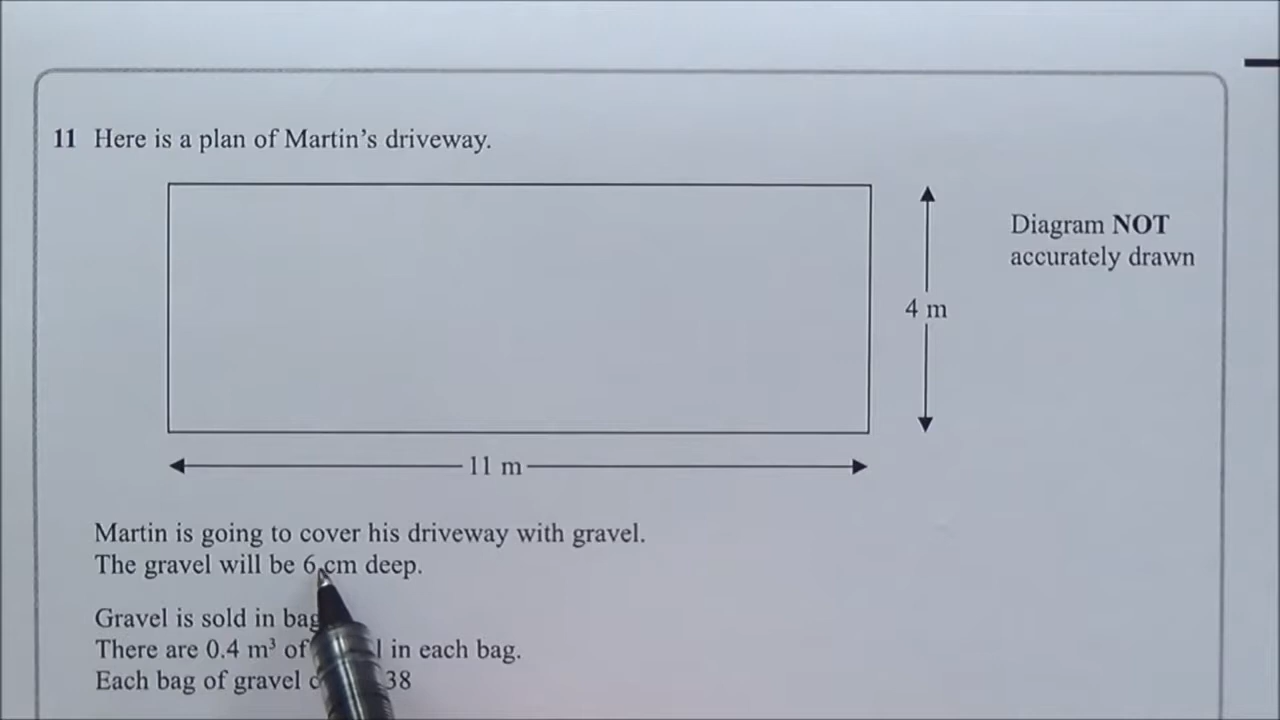 11 Here is a plan of Martin's driveway.
Diagram NOT
accurately drawn
4 m
11 m
Martin is going to cover his driveway with gravel.
The gravel will be 6 cm deep.
Gravel is sold in
There are 0.4 m³ of in each bag.
Each bag of gravel 38